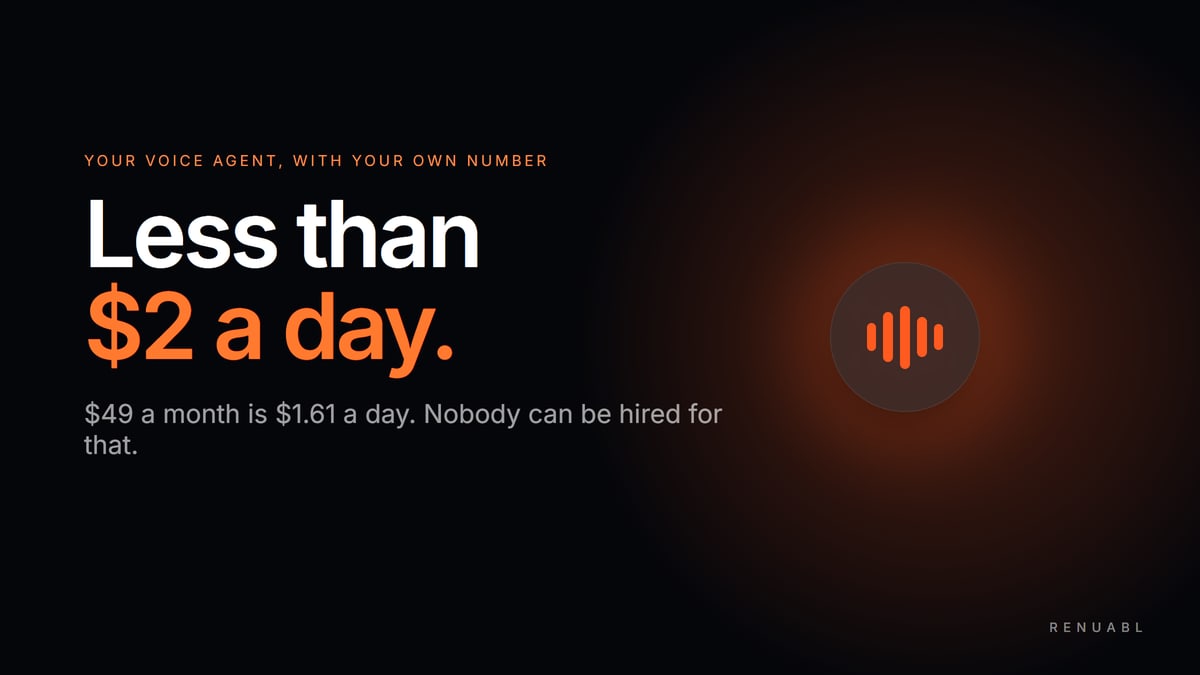 YOUR VOICE AGENT, WITH YOUR OWN NUMBER
Less than
$2 a day.
$49 a month is $1.61 a day. Nobody can be hired for
that.
RENUABL